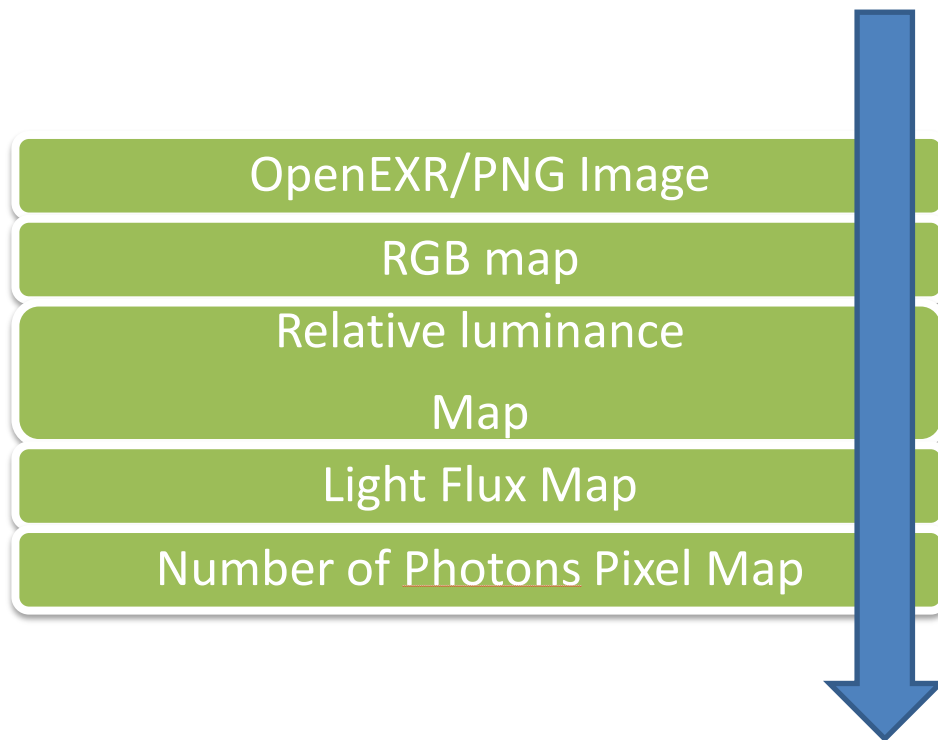 OpenEXR/PNG Image
RGB map
Relative luminance
Map
Light Flux Map
Number of Photons Pixel Map